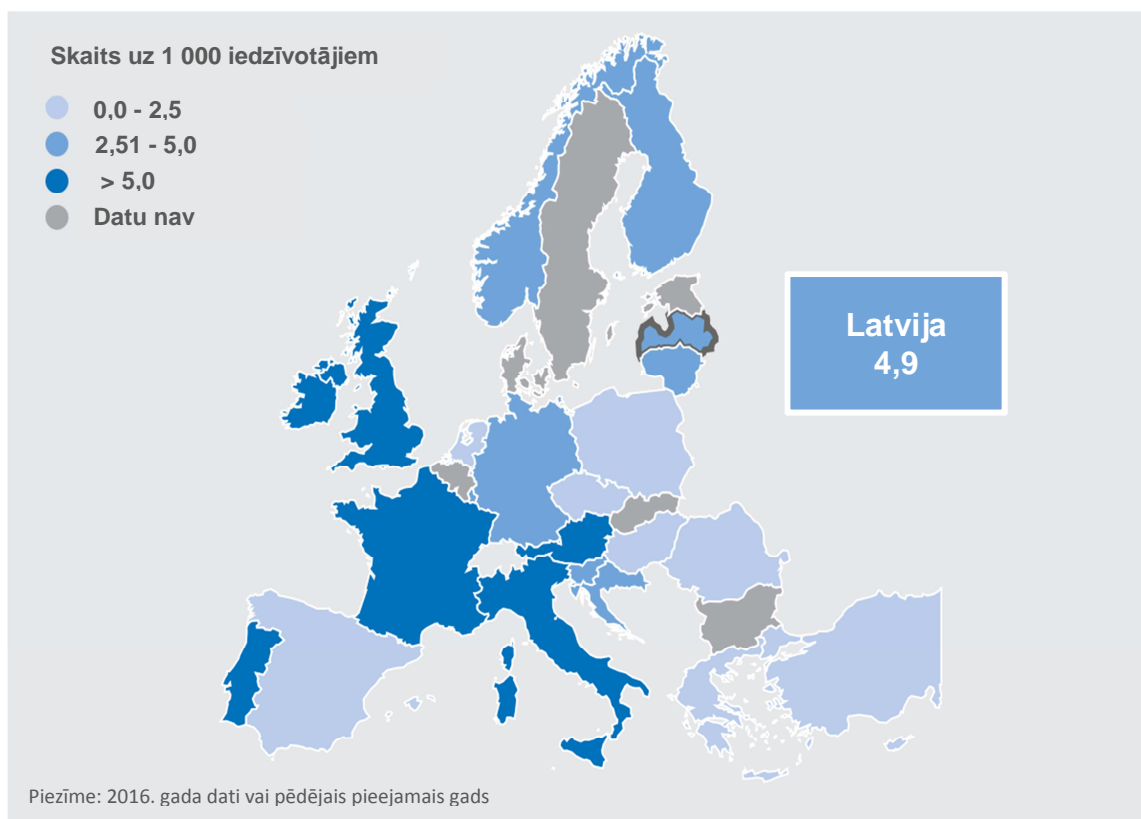 Skaits uz 1 000 iedzīvotājiem
0,0 - 2,5
2,51 - 5,0
> 5,0
Datu nav
Latvija
4,9
Piezīme: 2016. gada dati vai pēdējais pieejamais gads